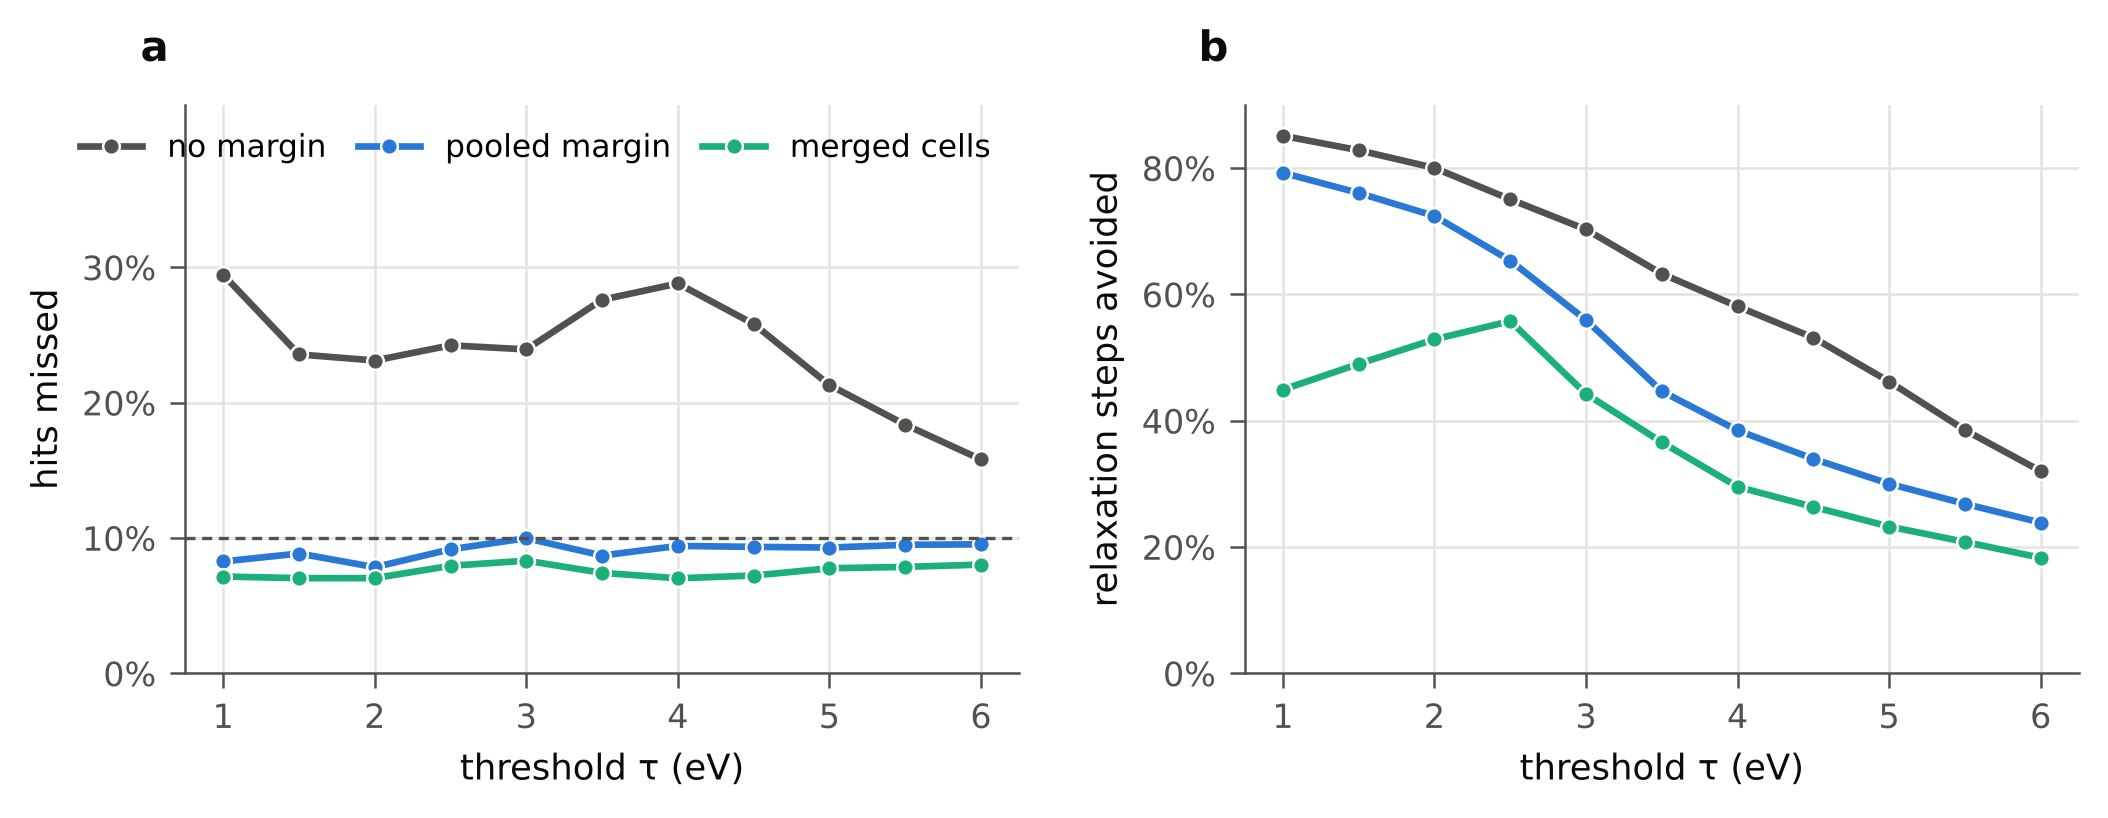 a
no margin pooled margin merged cells
hits missed
30%
20%
10%
0%
1 2 3 4 5 6
threshold τ (eV)
b
relaxation steps avoided
80%
60%
40%
20%
0%
1 2 3 4 5 6
threshold τ (eV)